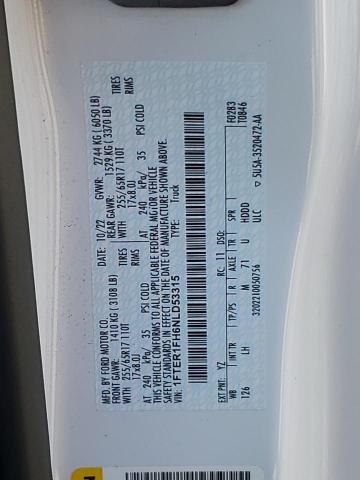 MFD. BY FORD MOTOR CO.
DATE: 10/22 GVWR: 2744 KG ( 6050 LB)
FRONT GAWR: 1410 KG ( 3108 LB) REAR GAWR: 1529 KG ( 3370 LB)
WITH 255/65R17 110T TIRES WITH 255/65R17 110T TIRES
17x8.0J RIMS 17x8.0J RIMS
AT 240 kPa/ 35 PSI COLD AT 240 kPa/ 35 PSI COLD
THIS VEHICLE CONFORMS TO ALL APPLICABLE FEDERAL MOTOR VEHICLE
SAFETY STANDARDS IN EFFECT ON THE DATE OF MANUFACTURE SHOWN ABOVE.
VIN: 1FTER1FH6NLD53315 TYPE: Truck
F0283
T0846
EXT PNT: YZ RC: 11 DSO:
WB INT TR TP/PS R AXLE TR SPR
126 LH M 71 U HDDD
ULC
3202210050756 SU5A-3520472-AA